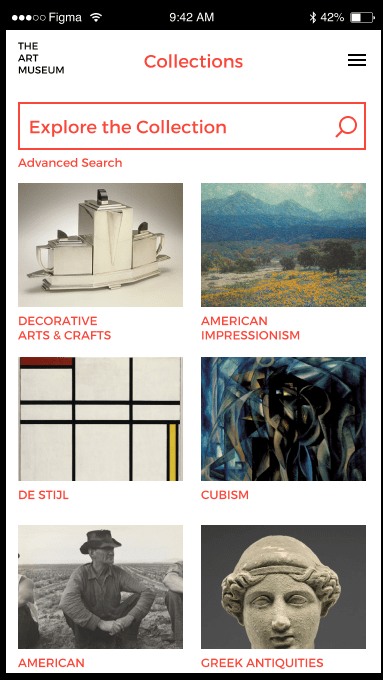 Figma
9:42 AM
42%
THE
ART
MUSEUM
Collections
Explore the Collection
Advanced Search
DECORATIVE
ARTS & CRAFTS
AMERICAN
IMPRESSIONISM
DE STIJL
CUBISM
AMERICAN
GREEK ANTIQUITIES